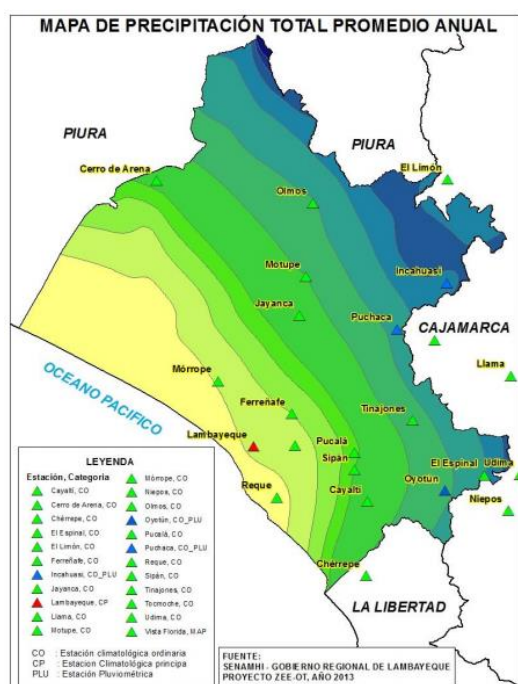 MAPA DE PRECIPITACIÓN TOTAL PROMEDIO ANUAL
PIURA
PIURA
El Limón
Cerro de Arena
Olmos
Incahuasi
Motupe
Jayanca
Puchaca
CAJAMARCA
Llama
Mórrope
OCEANO PACIFICO
Ferreñafe
Tinajones
Lambayeque
Pucalá
Sipán
El Espinal
Udima
Reque
Cayaltí
Oyotun
Niepos
Chérrepe
LA LIBERTAD
LEYENDA
Estación, Categoria
Cayaltí, CO
Cerro de Arena, CO
Chérrepe, CO
El Espinal, CO
El Limón, CO
Ferreñafe, CO
Incahuasi, CO_PLU
Jayanca, CO
Lambayeque, CP
Llama, CO
Motupe, CO
Mórrope, CO
Niepos, CO
Olmos, CO
Oyotún, CO_PLU
Pucalá, CO
Puchaca, CO_PLU
Reque, CO
Sipán, CO
Tinajones, CO
Tocmoche, CO
Udima, CO
Vista Florida, MAP
CO : Estación climatológica ordinaria
CP : Estacion Climatológica principa
PLU : Estación Pluviométrica
FUENTE:
SENAMHI - GOBIERNO REGIONAL DE LAMBAYEQUE
PROYECTO ZEE-OT, AÑO 2013